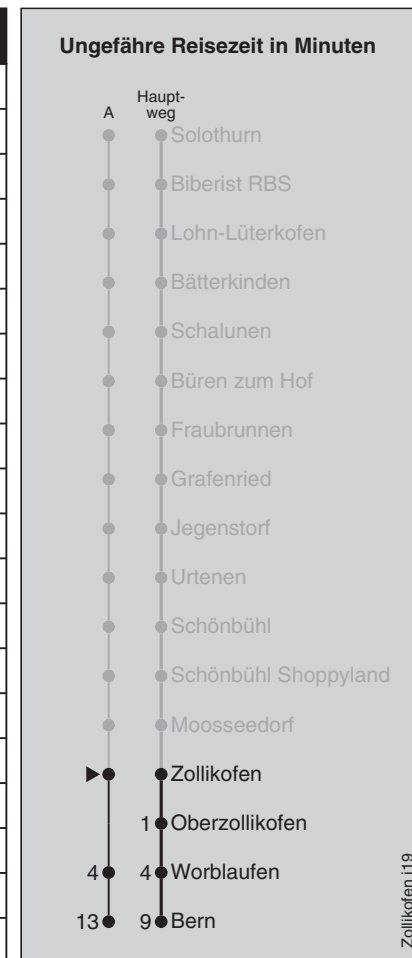 Ungefähre Reisezeit in Minuten
Haupt-
A weg
Solothurn
Biberist RBS
Lohn-Lüterkofen
Bätterkinden
Schalunen
Büren zum Hof
Fraubrunnen
Grafenried
Jegenstorf
Urtenen
Schönbühl
Schönbühl Shoppyland
Moosseedorf
Zollikofen
1 Oberzollikofen
4 4 Worblaufen
13 9 Bern
Zollikofen i19